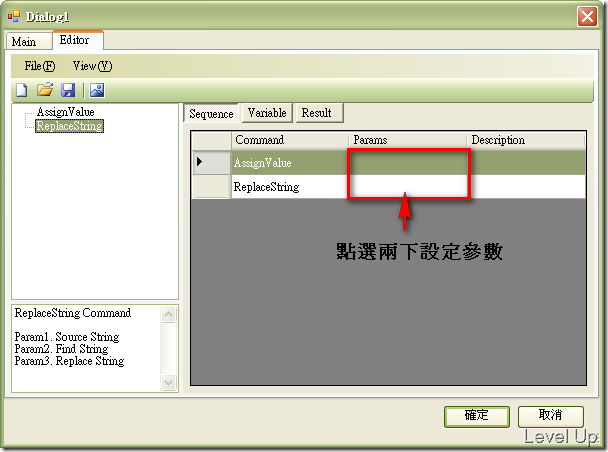 Dialog1
Main
Editor
File(F)
View(V)
AssignValue
ReplaceString
Sequence
Variable
Result
Command
Params
Description
AssignValue
ReplaceString
點選兩下設定參數
ReplaceString Command
Param1. Source String
Param2. Find String
Param3. Replace String
確定
取消
Level Up